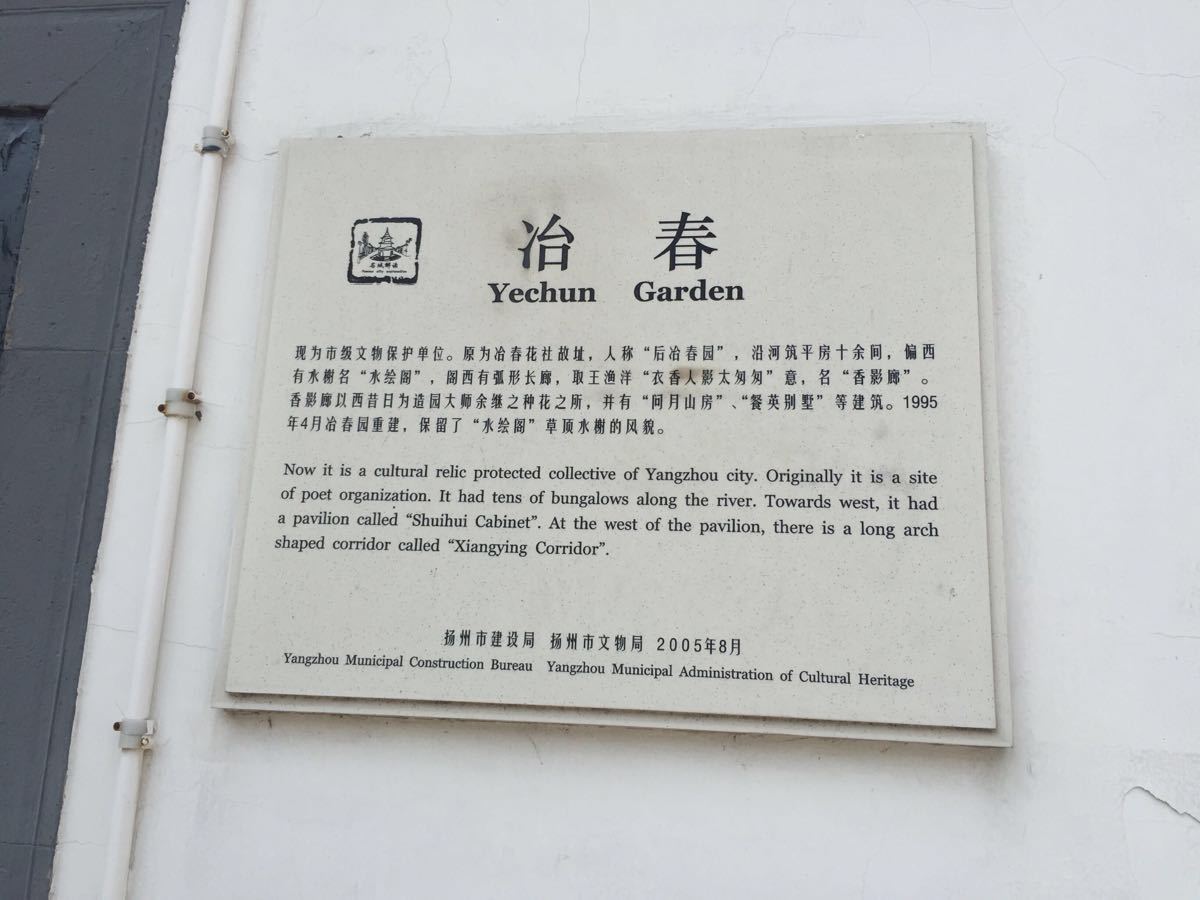 冶春
Yechun Garden
名城解读
现为市级文物保护单位。原为冶春花社故址，人称“后冶春园”，沿河筑平房十余间，偏西
有水榭名“水绘阁”，阁西有弧形长廊，取王渔洋“衣香人影太匆匆”意，名“香影廊”。
香影廊以西昔日为造园大师余继之种花之所，并有“问月山房”、“餐英别墅”等建筑。1995
年4月冶春园重建，保留了“水绘阁”草顶水榭的风貌。
Now it is a cultural relic protected collective of Yangzhou city. Originally it is a site
of poet organization. It had tens of bungalows along the river. Towards west, it had
a pavilion called “Shuihui Cabinet”. At the west of the pavilion, there is a long arch
shaped corridor called “Xiangying Corridor”.
扬州市建设局 扬州市文物局 2005年8月
Yangzhou Municipal Construction Bureau Yangzhou Municipal Administration of Cultural Heritage